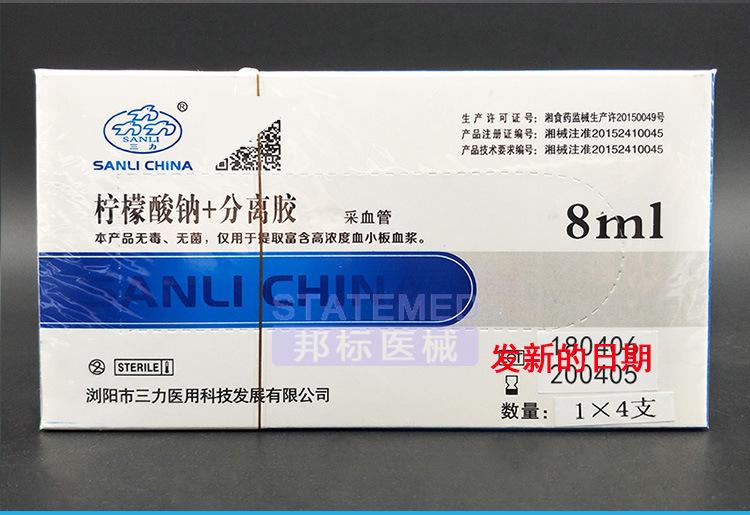 ®
SANLI
三力
SANLI CHINA
生产许可证号：湘食药监械生产许20150049号
产品注册证编号：湘械注准20152410045
产品技术要求编号：湘械注准20152410045
柠檬酸钠+分离胶 采血管
8ml
本产品无毒、无菌，仅用于提取富含高浓度血小板血浆。
SANLI CHINA
STATEMED
邦标医械
LOT 180406
发新的日期
200405
STERILE
浏阳市三力医用科技发展有限公司
数量：1×4支